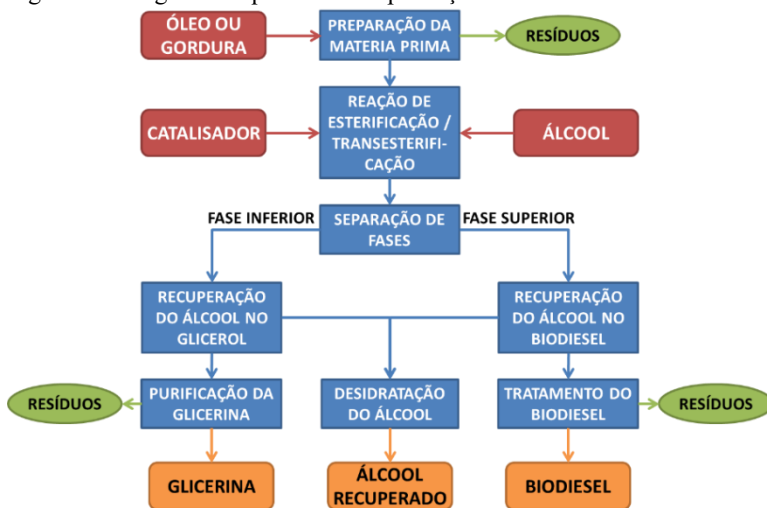 ÓLEO OU
GORDURA
PREPARAÇÃO DA
MATERIA PRIMA
RESÍDUOS
CATALISADOR
REAÇÃO DE
ESTERIFICAÇÃO /
TRANSESTERIFI-
CAÇÃO
ÁLCOOL
FASE INFERIOR
SEPARAÇÃO DE
FASES
FASE SUPERIOR
RECUPERAÇÃO
DO ÁLCOOL NO
GLICEROL
RECUPERAÇÃO
DO ÁLCOOL NO
BIODIESEL
RESÍDUOS
PURIFICAÇÃO DA
GLICERINA
DESIDRATAÇÃO
DO ÁLCOOL
TRATAMENTO DO
BIODIESEL
RESÍDUOS
GLICERINA
ÁLCOOL
RECUPERADO
BIODIESEL